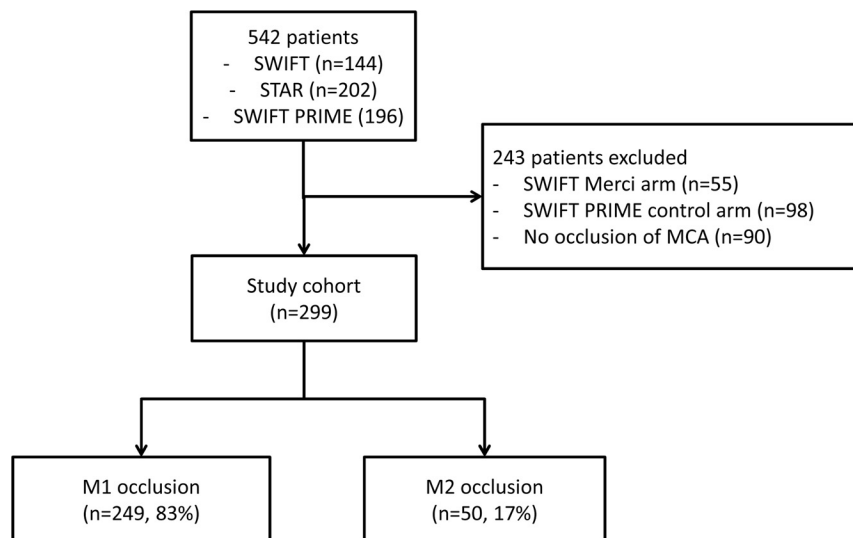 542 patients
- SWIFT (n=144)
- STAR (n=202)
- SWIFT PRIME (196)
243 patients excluded
- SWIFT Merci arm (n=55)
- SWIFT PRIME control arm (n=98)
- No occlusion of MCA (n=90)
Study cohort
(n=299)
M1 occlusion
(n=249, 83%)
M2 occlusion
(n=50, 17%)